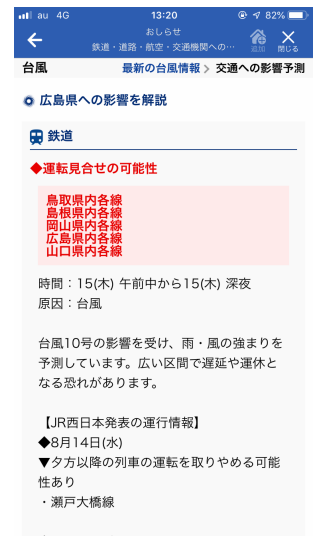 au 4G 13:20 82%
おしらせ
鉄道・道路・航空・交通機関への…
追加 閉じる
台風 最新の台風情報 > 交通への影響予測
広島県への影響を解説
鉄道
◆運転見合せの可能性
鳥取県内各線
島根県内各線
岡山県内各線
広島県内各線
山口県内各線
時間：15(木) 午前中から15(木) 深夜
原因：台風
台風10号の影響を受け、雨・風の強まりを
予測しています。広い区間で遅延や運休と
なる恐れがあります。
【JR西日本発表の運行情報】
◆8月14日(水)
▼夕方以降の列車の運転を取りやめる可能
性あり
・瀬戸大橋線